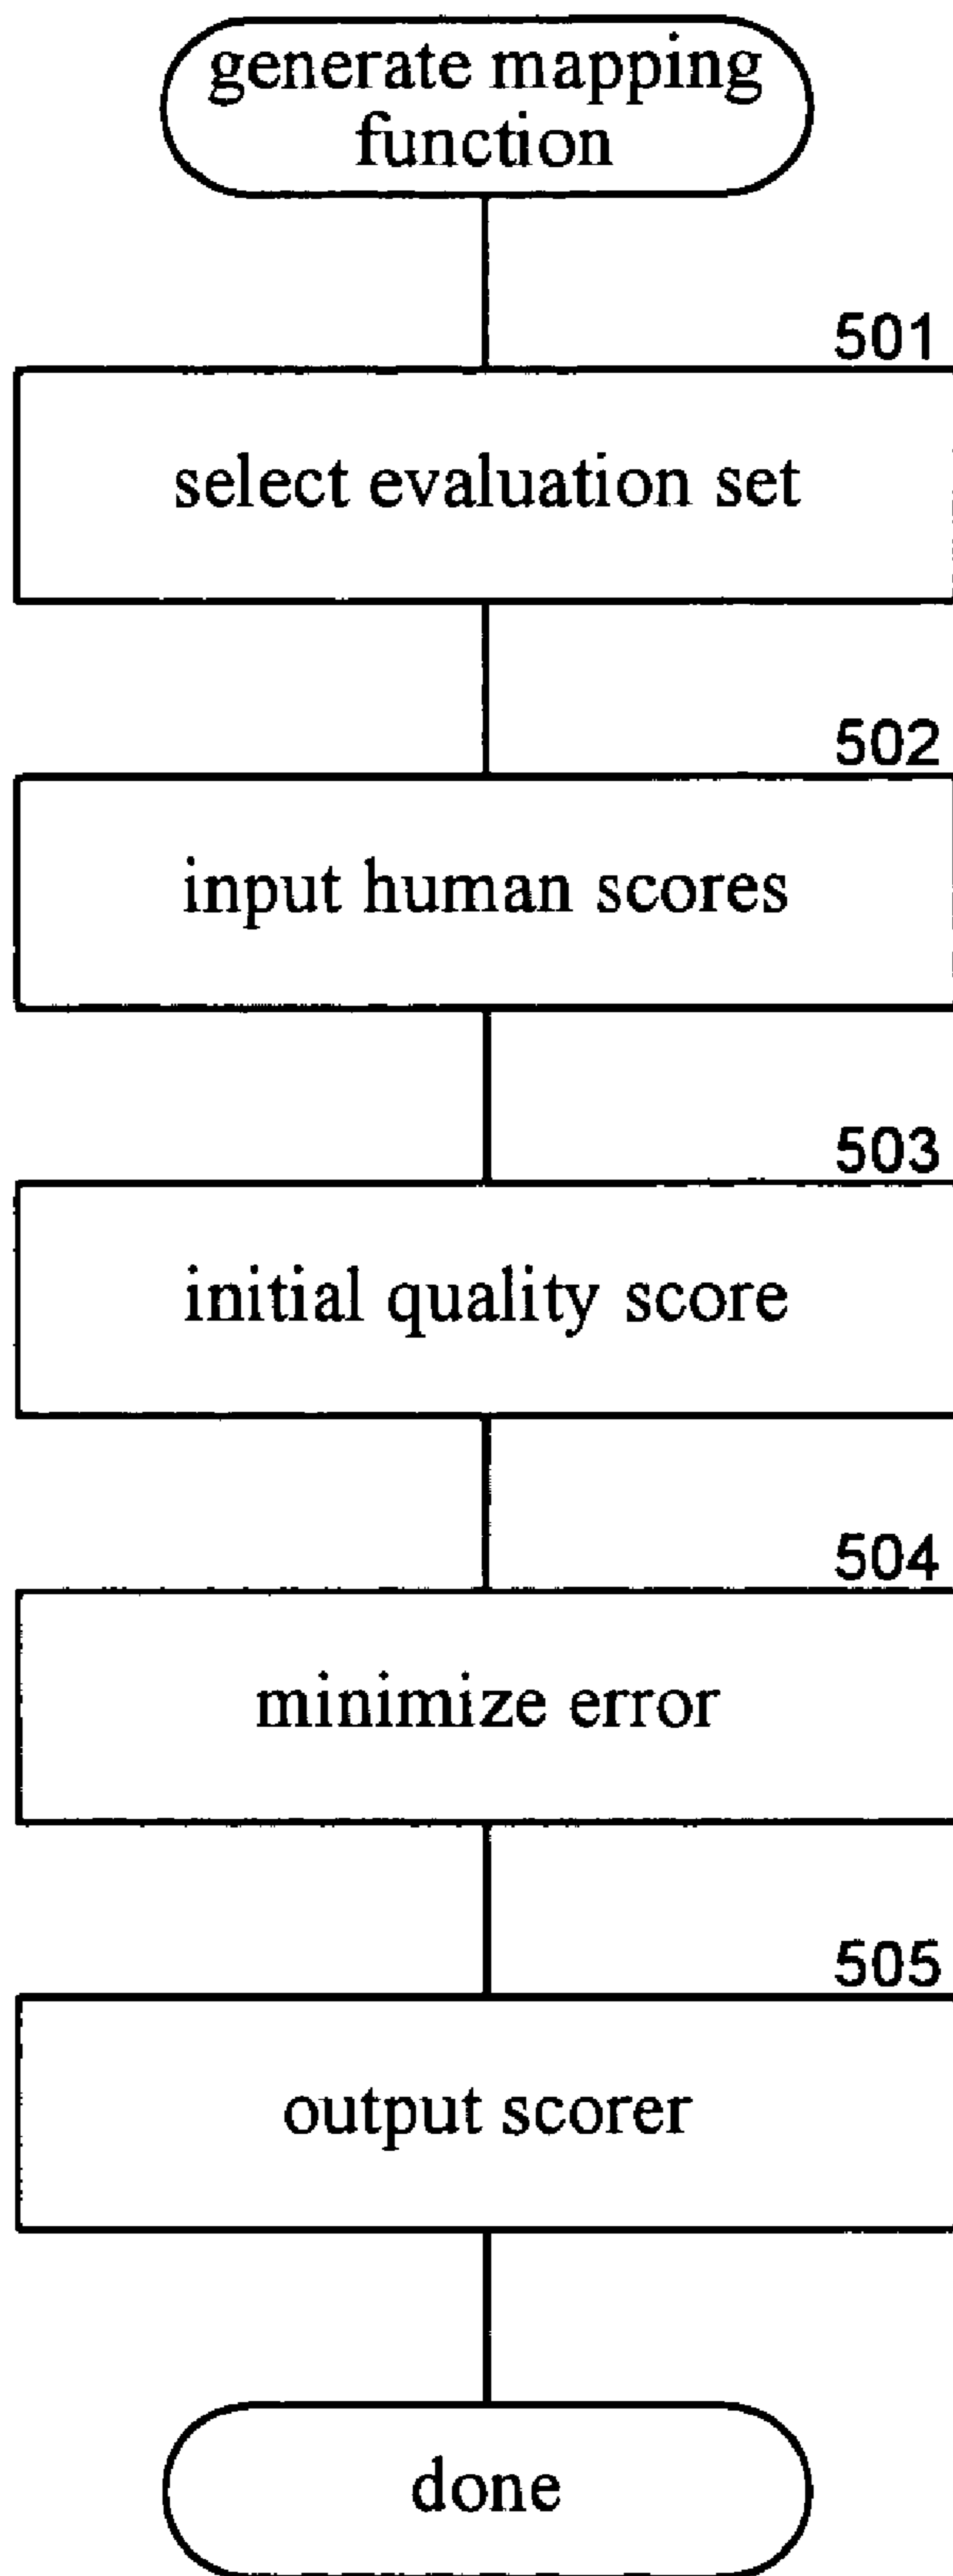 generate mapping
function
501
select evaluation set
502
input human scores
503
initial quality score
504
minimize error
505
output scorer
done